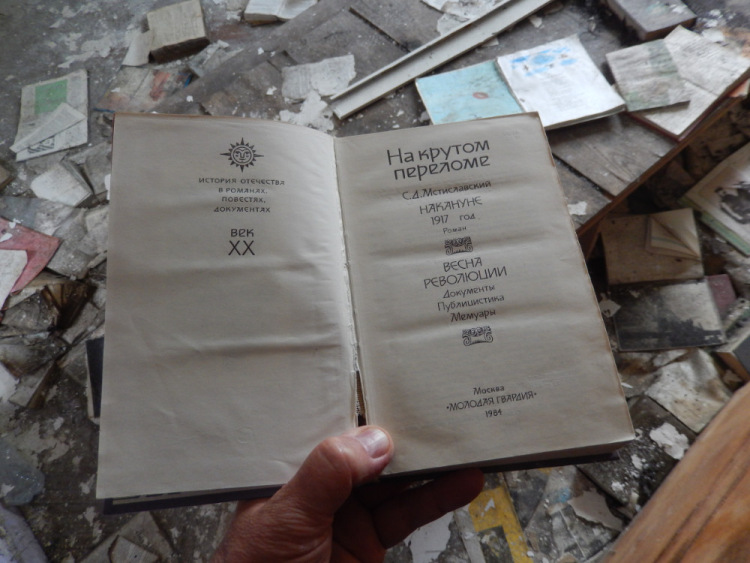 ИСТОРИЯ ОТЕЧЕСТВА
В РОМАНАХ,
ПОВЕСТЯХ,
ДОКУМЕНТАХ
ВЕК
XX
На крутом
переломе
С.Д. Мстиславский
НАКАНУНЕ
1917 год
Роман
ВЕСНА
РЕВОЛЮЦИИ
Документы
Публицистика
Мемуары
Москва
"МОЛОДАЯ ГВАРДИЯ"
1984